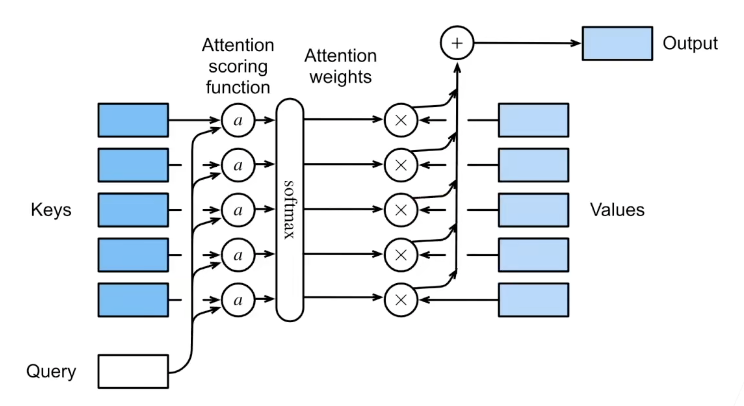 Attention
scoring
function
Attention
weights
+
Output
a
×
a
×
Keys
a
softmax
×
Values
a
×
a
×
Query